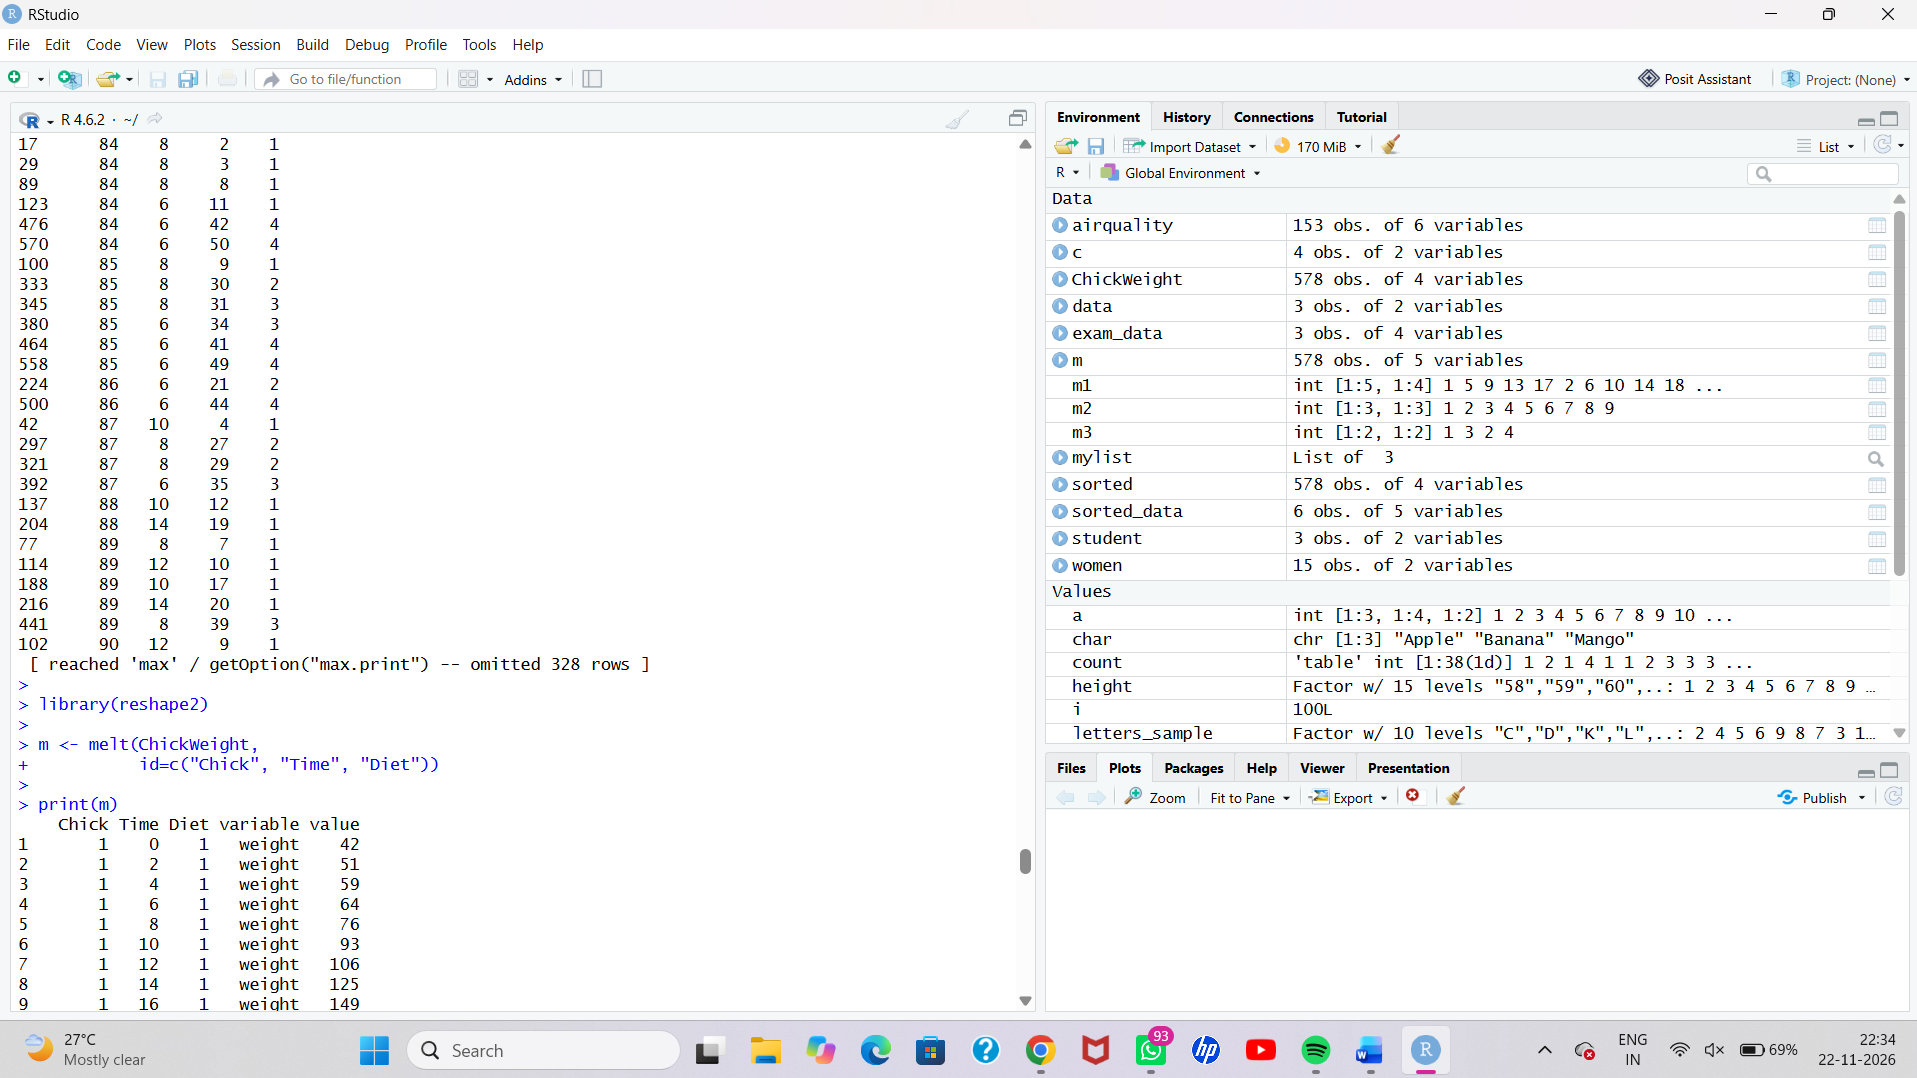 RStudio
File Edit Code View Plots Session Build Debug Profile Tools Help
Go to file/function Addins Posit Assistant Project: (None)
R 4.6.2 · ~/
17 84 8 2 1
29 84 8 3 1
89 84 8 8 1
123 84 6 11 1
476 84 6 42 4
570 84 6 50 4
100 85 8 9 1
333 85 8 30 2
345 85 8 31 3
380 85 6 34 3
464 85 6 41 4
558 85 6 49 4
224 86 6 21 2
500 86 6 44 4
42 87 10 4 1
297 87 8 27 2
321 87 8 29 2
392 87 6 35 3
137 88 10 12 1
204 88 14 19 1
77 89 8 7 1
114 89 12 10 1
188 89 10 17 1
216 89 14 20 1
441 89 8 39 3
102 90 12 9 1
[ reached 'max' / getOption("max.print") -- omitted 328 rows ]
>
> library(reshape2)
>
> m <- melt(ChickWeight,
+ id=c("Chick", "Time", "Diet"))
>
> print(m)
Chick Time Diet variable value
1 1 0 1 weight 42
2 1 2 1 weight 51
3 1 4 1 weight 59
4 1 6 1 weight 64
5 1 8 1 weight 76
6 1 10 1 weight 93
7 1 12 1 weight 106
8 1 14 1 weight 125
9 1 16 1 weight 149
Environment History Connections Tutorial
Import Dataset 170 MiB List
R Global Environment
Data
airquality 153 obs. of 6 variables
c 4 obs. of 2 variables
ChickWeight 578 obs. of 4 variables
data 3 obs. of 2 variables
exam_data 3 obs. of 4 variables
m 578 obs. of 5 variables
m1 int [1:5, 1:4] 1 5 9 13 17 2 6 10 14 18 ...
m2 int [1:3, 1:3] 1 2 3 4 5 6 7 8 9
m3 int [1:2, 1:2] 1 3 2 4
mylist List of 3
sorted 578 obs. of 4 variables
sorted_data 6 obs. of 5 variables
student 3 obs. of 2 variables
women 15 obs. of 2 variables
Values
a int [1:3, 1:4, 1:2] 1 2 3 4 5 6 7 8 9 10 ...
char chr [1:3] "Apple" "Banana" "Mango"
count 'table' int [1:38(1d)] 1 2 1 4 1 1 2 3 3 3 ...
height Factor w/ 15 levels "58","59","60",..: 1 2 3 4 5 6 7 8 9 …
i 100L
letters_sample Factor w/ 10 levels "C","D","K","L",..: 2 4 5 6 9 8 7 3 1…
Files Plots Packages Help Viewer Presentation
Zoom Fit to Pane Export Publish
27°C
Mostly clear
Search
93
ENG
IN
69%
22:34
22-11-2026